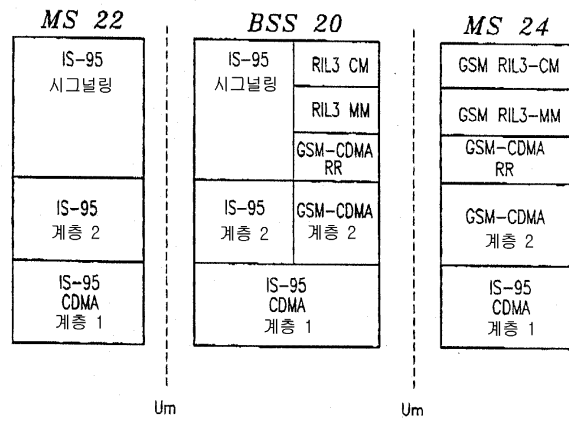 MS 22
IS-95
시그널링
IS-95
계층 2
IS-95
CDMA
계층 1
Um
BSS 20
IS-95
시그널링
RIL3 CM
RIL3 MM
GSM-CDMA
RR
IS-95
계층 2
GSM-CDMA
계층 2
IS-95
CDMA
계층 1
Um
MS 24
GSM RIL3-CM
GSM RIL3-MM
GSM-CDMA
RR
GSM-CDMA
계층 2
IS-95
CDMA
계층 1